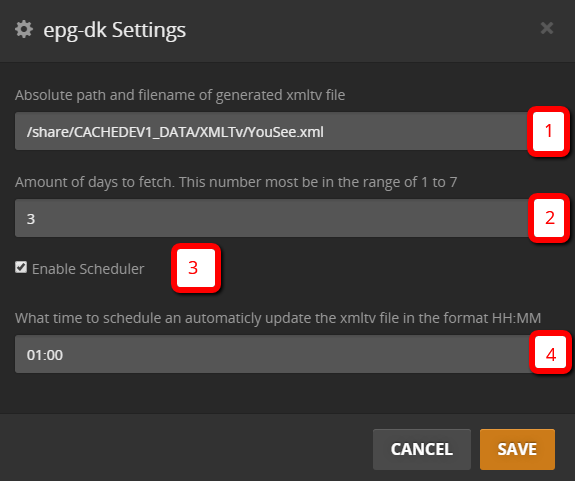 epg-dk Settings
Absolute path and filename of generated xmltv file
/share/CACHEDEV1_DATA/XMLTv/YouSee.xml
1
Amount of days to fetch. This number most be in the range of 1 to 7
3
2
Enable Scheduler
3
What time to schedule an automaticly update the xmltv file in the format HH:MM
01:00
4
CANCEL
SAVE